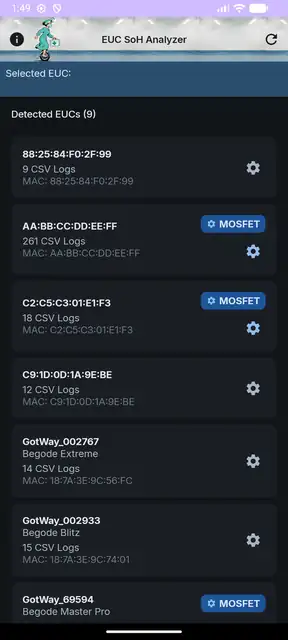 1:49
EUC SoH Analyzer
Selected EUC:
Detected EUCs (9)
88:25:84:F0:2F:99
9 CSV Logs
MAC: 88:25:84:F0:2F:99
AA:BB:CC:DD:EE:FF
MOSFET
261 CSV Logs
MAC: AA:BB:CC:DD:EE:FF
C2:C5:C3:01:E1:F3
MOSFET
18 CSV Logs
MAC: C2:C5:C3:01:E1:F3
C9:1D:0D:1A:9E:BE
12 CSV Logs
MAC: C9:1D:0D:1A:9E:BE
GotWay_002767
Begode Extreme
14 CSV Logs
MAC: 18:7A:3E:9C:56:FC
GotWay_002933
Begode Blitz
15 CSV Logs
MAC: 18:7A:3E:9C:74:01
GotWay_69594
MOSFET
Begode Master Pro